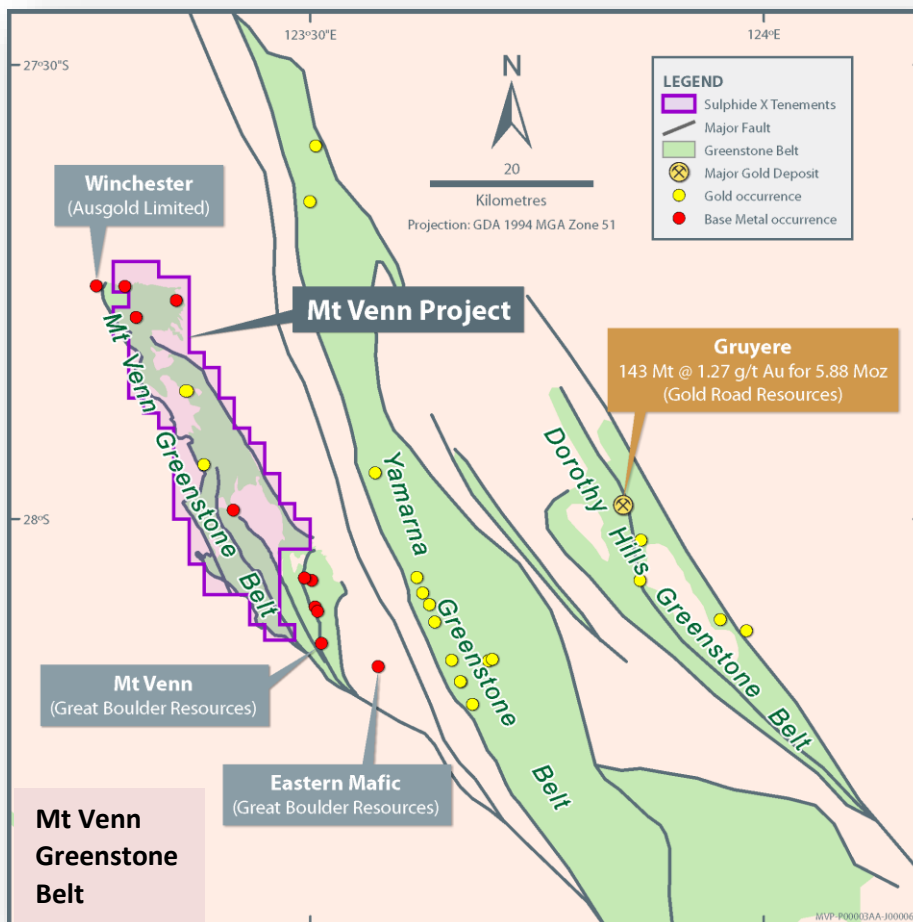 123°30'E
124°E
27°30'S
N
20
Kilometres
Projection: GDA 1994 MGA Zone 51
LEGEND
Sulphide X Tenements
Major Fault
Greenstone Belt
Major Gold Deposit
Gold occurrence
Base Metal occurrence
Winchester
(Ausgold Limited)
Mt Venn Project
Gruyere
143 Mt @ 1.27 g/t Au for 5.88 Moz
(Gold Road Resources)
Mt Venn Greenstone Belt
Yamarna Greenstone Belt
Dorothy Hills Greenstone Belt
28°S
Mt Venn
(Great Boulder Resources)
Eastern Mafic
(Great Boulder Resources)
Mt Venn
Greenstone
Belt
MVP-P00003AA-J00006